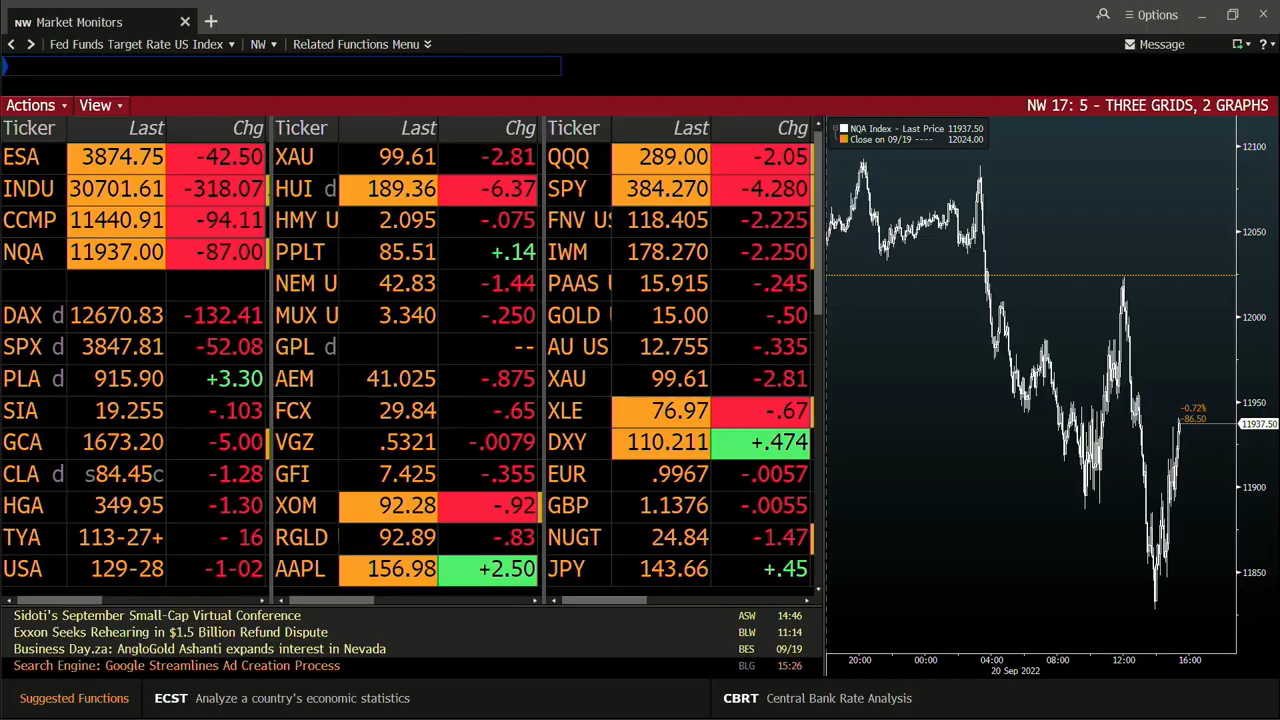 NW Market Monitors
Options
Fed Funds Target Rate US Index NW Related Functions Menu
Message ?
Actions View NW 17: 5 - THREE GRIDS, 2 GRAPHS
Ticker Last Chg Ticker Last Chg Ticker Last Chg
ESA 3874.75 -42.50 XAU 99.61 -2.81 QQQ 289.00 -2.05
INDU 30701.61 -318.07 HUI d 189.36 -6.37 SPY 384.270 -4.280
CCMP 11440.91 -94.11 HMY U 2.095 -.075 FNV US 118.405 -2.225
NQA 11937.00 -87.00 PPLT 85.51 +.14 IWM 178.270 -2.250
NEM U 42.83 -1.44 PAAS U 15.915 -.245
DAX d 12670.83 -132.41 MUX U 3.340 -.250 GOLD U 15.00 -.50
SPX d 3847.81 -52.08 GPL d -- AU US 12.755 -.335
PLA d 915.90 +3.30 AEM 41.025 -.875 XAU 99.61 -2.81
SIA 19.255 -.103 FCX 29.84 -.65 XLE 76.97 -.67
GCA 1673.20 -5.00 VGZ .5321 -.0079 DXY 110.211 +.474
CLA d s84.45c -1.28 GFI 7.425 -.355 EUR .9967 -.0057
HGA 349.95 -1.30 XOM 92.28 -.92 GBP 1.1376 -.0055
TYA 113-27+ - 16 RGLD 92.89 -.83 NUGT 24.84 -1.47
USA 129-28 -1-02 AAPL 156.98 +2.50 JPY 143.66 +.45
NQA Index - Last Price 11937.50
Close on 09/19 ---- 12024.00
12100
12050
12000
11950
-0.72%
-86.50
11937.50
11900
11850
20:00 00:00 04:00 08:00 12:00 16:00
20 Sep 2022
Sidoti's September Small-Cap Virtual Conference ASW 14:46
Exxon Seeks Rehearing in $1.5 Billion Refund Dispute BLW 11:14
Business Day.za: AngloGold Ashanti expands interest in Nevada BES 09/19
Search Engine: Google Streamlines Ad Creation Process BLG 15:26
Suggested Functions ECST Analyze a country's economic statistics CBRT Central Bank Rate Analysis